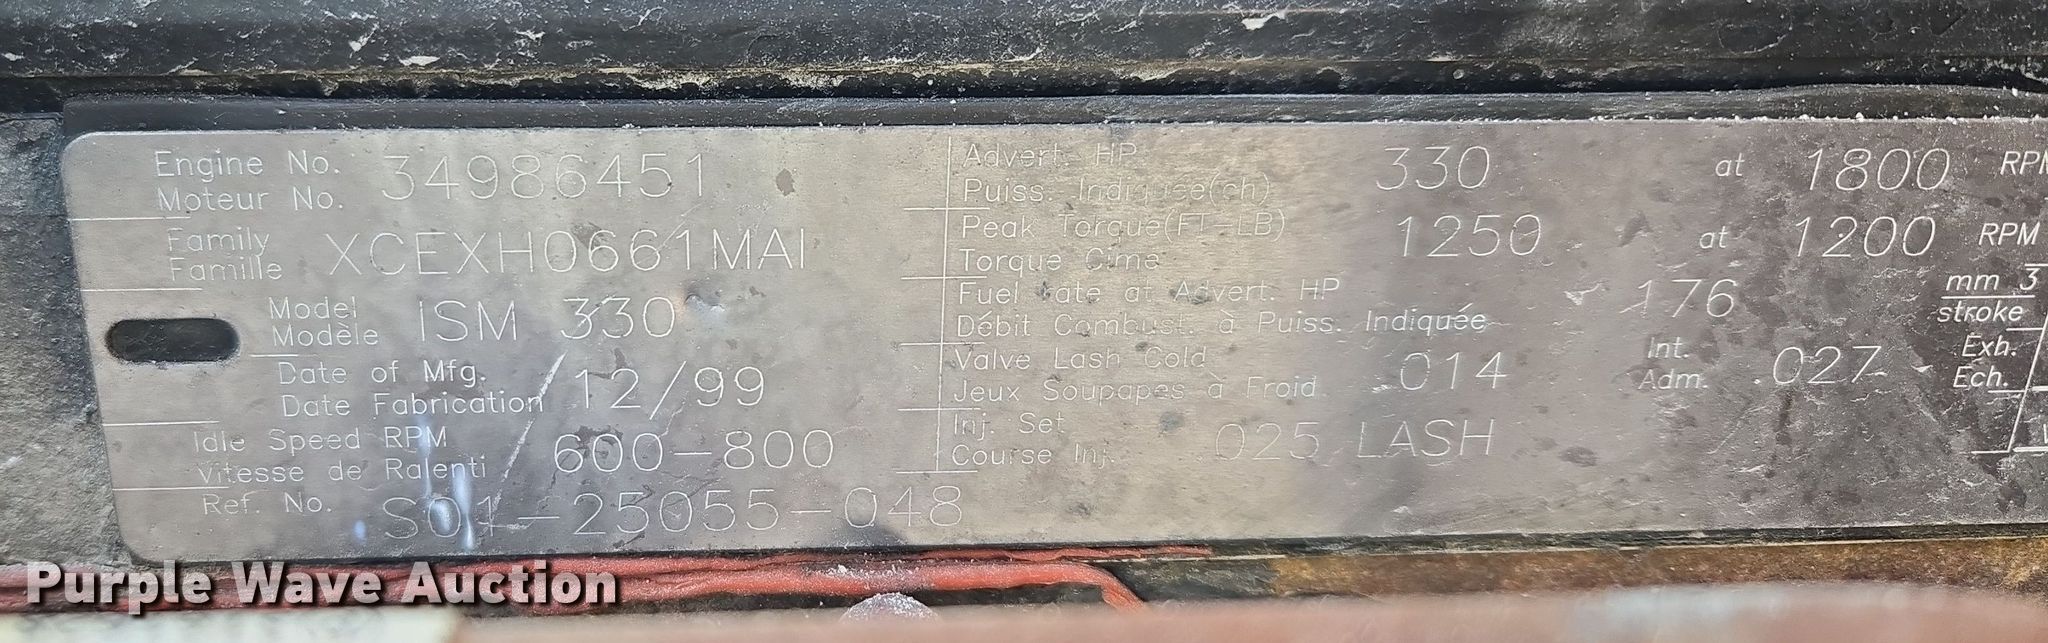 Engine No. 34986451
Moteur No.
Family XCEXH0661MAI
Famille
Model ISM 330
Modèle
Date of Mfg. 12/99
Date Fabrication
Idle Speed RPM 600-800
Vitesse de Ralenti
Ref. No. S01-25055-048
Advert. HP 330 at 1800 RPM
Puiss. Indiquée(ch)
Peak Torque(FT-LB) 1250 at 1200 RPM
Torque Cime
Fuel rate at Advert. HP 176 mm 3
Débit Combust. à Puiss. Indiquée stroke
Valve Lash Cold .014 Int. .027 Exh.
Jeux Soupapes à Froid Adm. Éch.
Inj. Set 025 LASH
Course Inj.
Purple Wave Auction